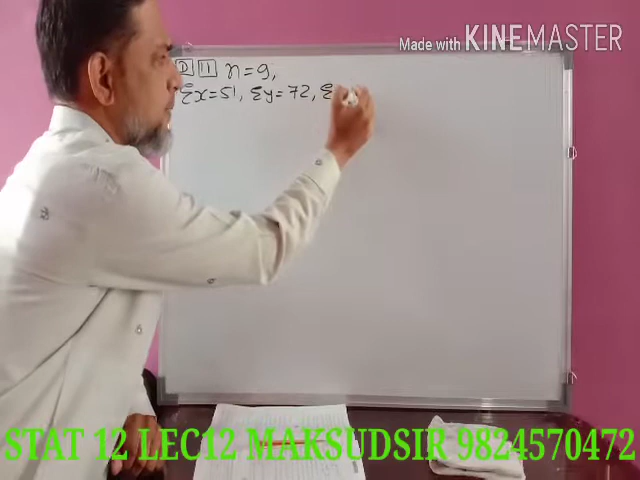 Made with KINEMASTER
D 11 n=9,
Σx=51, Σy=72, Σ
STAT 12 LEC12 MAKSUDSIR 9824570472